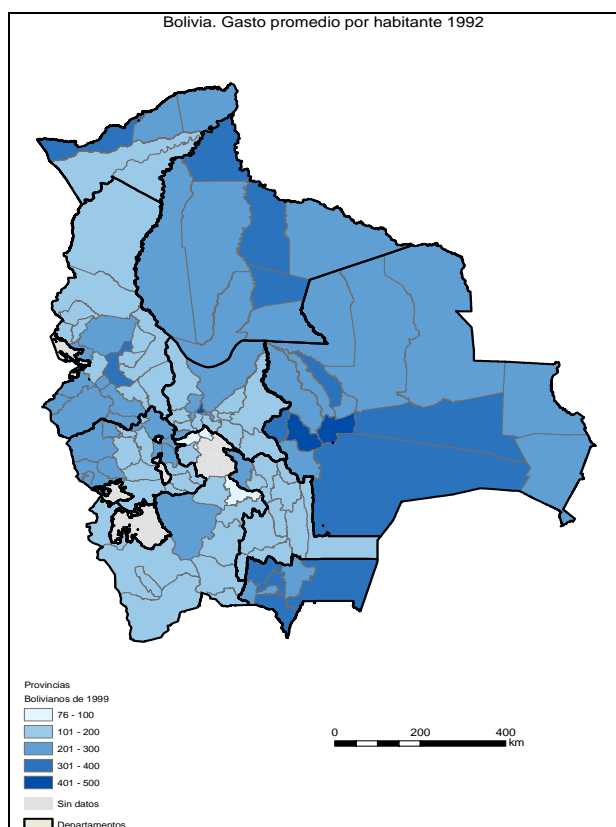 Bolivia. Gasto promedio por habitante 1992
Provincias
Bolivianos de 1999
76 - 100
101 - 200
201 - 300
301 - 400
401 - 500
Sin datos
Departamentos
0 200 400
km